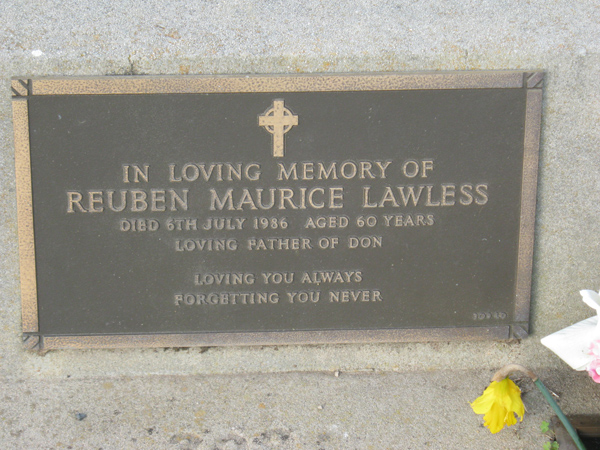 IN LOVING MEMORY OF
REUBEN MAURICE LAWLESS
DIED 5TH JULY 1986 AGED 60 YEARS
LOVING FATHER OF DON
LOVING YOU ALWAYS
FORGETTING YOU NEVER